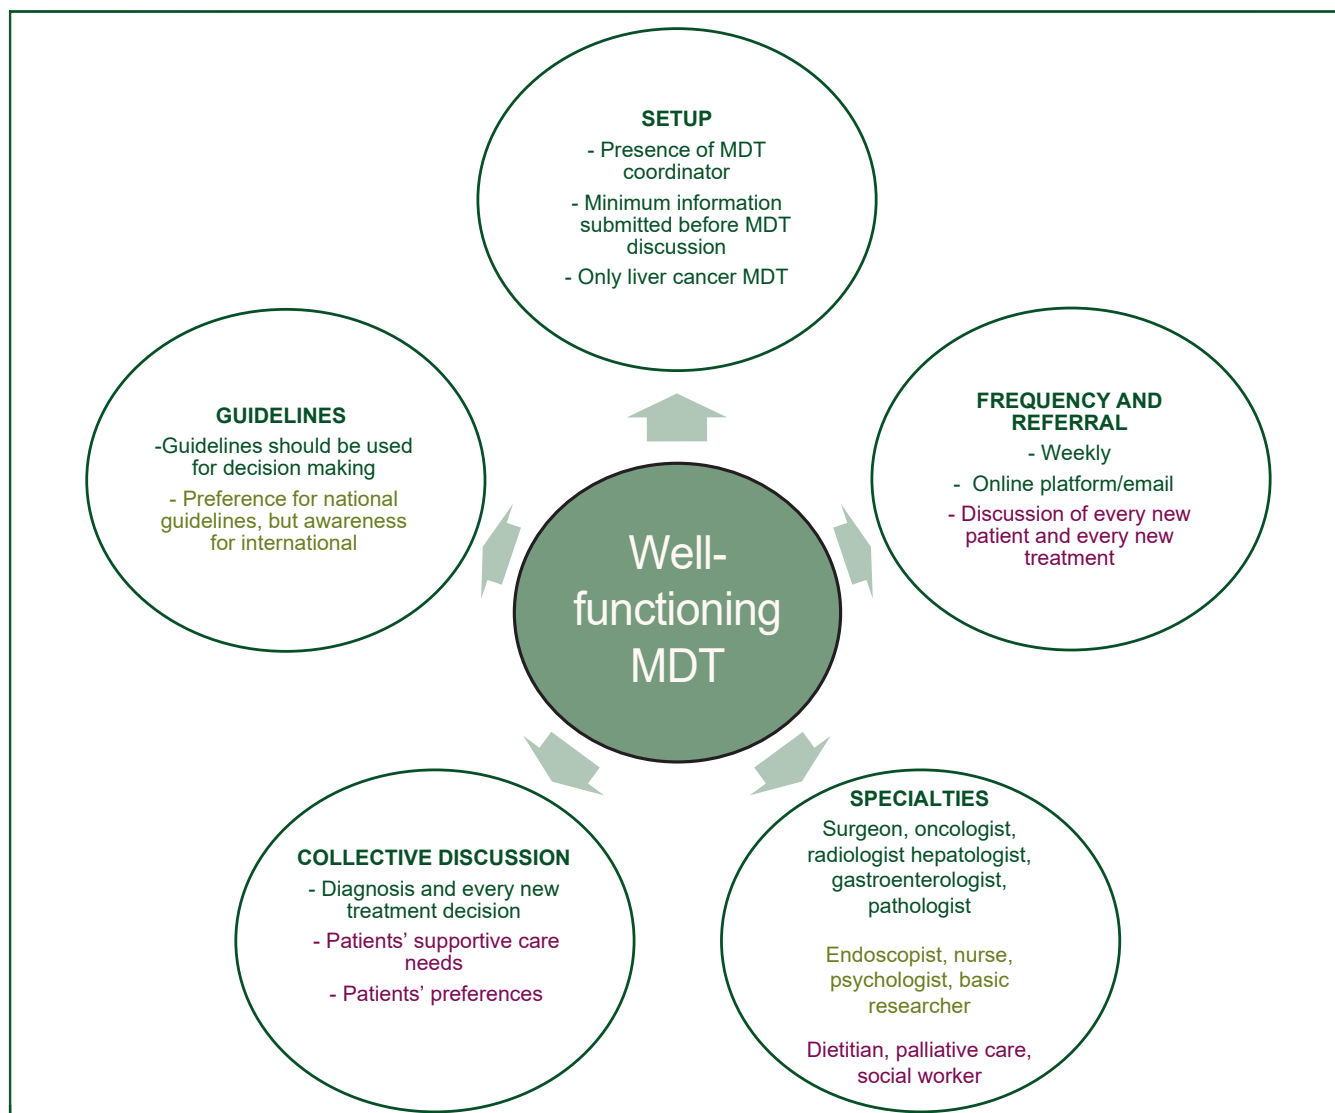 SETUP
- Presence of MDT
coordinator
- Minimum information
submitted before MDT
discussion
- Only liver cancer MDT
GUIDELINES
-Guidelines should be used
for decision making
- Preference for national
guidelines, but awareness
for international
FREQUENCY AND
REFERRAL
- Weekly
- Online platform/email
- Discussion of every new
patient and every new
treatment
Well-
functioning
MDT
COLLECTIVE DISCUSSION
- Diagnosis and every new
treatment decision
- Patients’ supportive care
needs
- Patients’ preferences
SPECIALTIES
Surgeon, oncologist,
radiologist hepatologist,
gastroenterologist,
pathologist
Endoscopist, nurse,
psychologist, basic
researcher
Dietitian, palliative care,
social worker